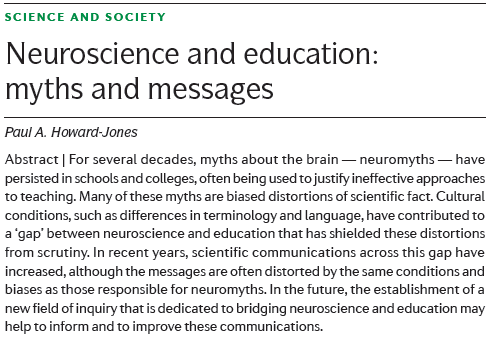 SCIENCE AND SOCIETY
Neuroscience and education:
myths and messages
Paul A. Howard-Jones
Abstract | For several decades, myths about the brain — neuromyths — have
persisted in schools and colleges, often being used to justify ineffective approaches
to teaching. Many of these myths are biased distortions of scientific fact. Cultural
conditions, such as differences in terminology and language, have contributed to
a ‘gap’ between neuroscience and education that has shielded these distortions
from scrutiny. In recent years, scientific communications across this gap have
increased, although the messages are often distorted by the same conditions and
biases as those responsible for neuromyths. In the future, the establishment of a
new field of inquiry that is dedicated to bridging neuroscience and education may
help to inform and to improve these communications.